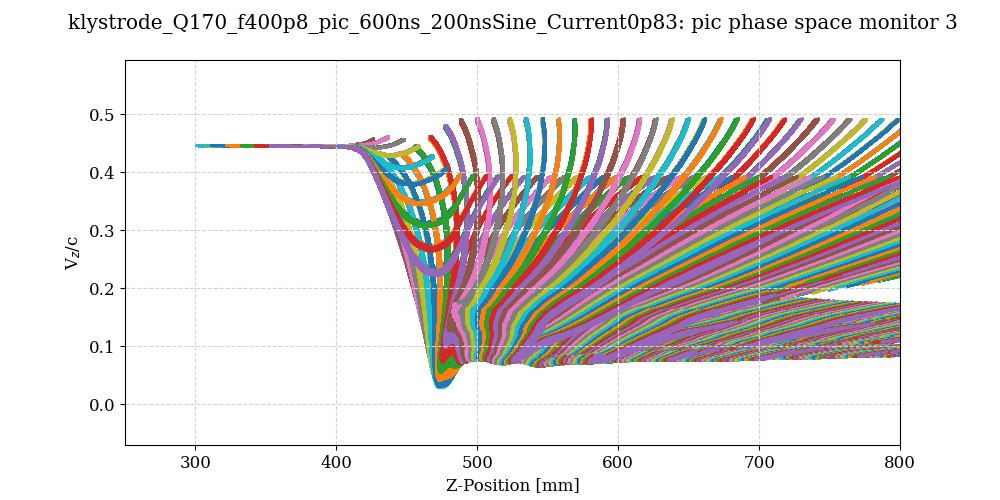 klystrode_Q170_f400p8_pic_600ns_200nsSine_Current0p83: pic phase space monitor 3
0.5
0.4
0.3
0.2
0.1
0.0
V_z/c
300 400 500 600 700 800
Z-Position [mm]